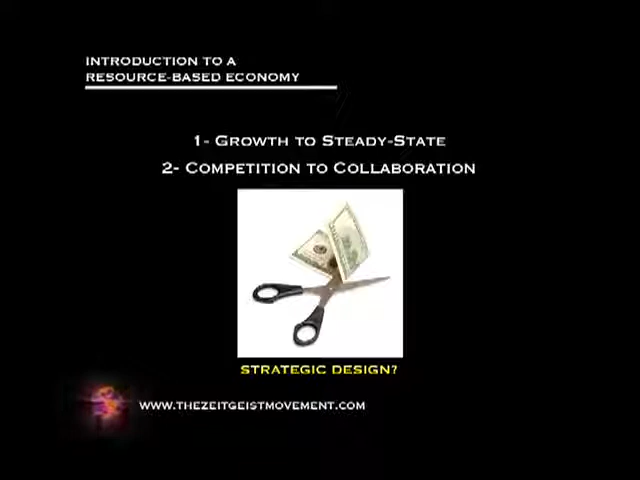 INTRODUCTION TO A
RESOURCE-BASED ECONOMY
1- GROWTH TO STEADY-STATE
2- COMPETITION TO COLLABORATION
STRATEGIC DESIGN?
WWW.THEZEITGEISTMOVEMENT.COM